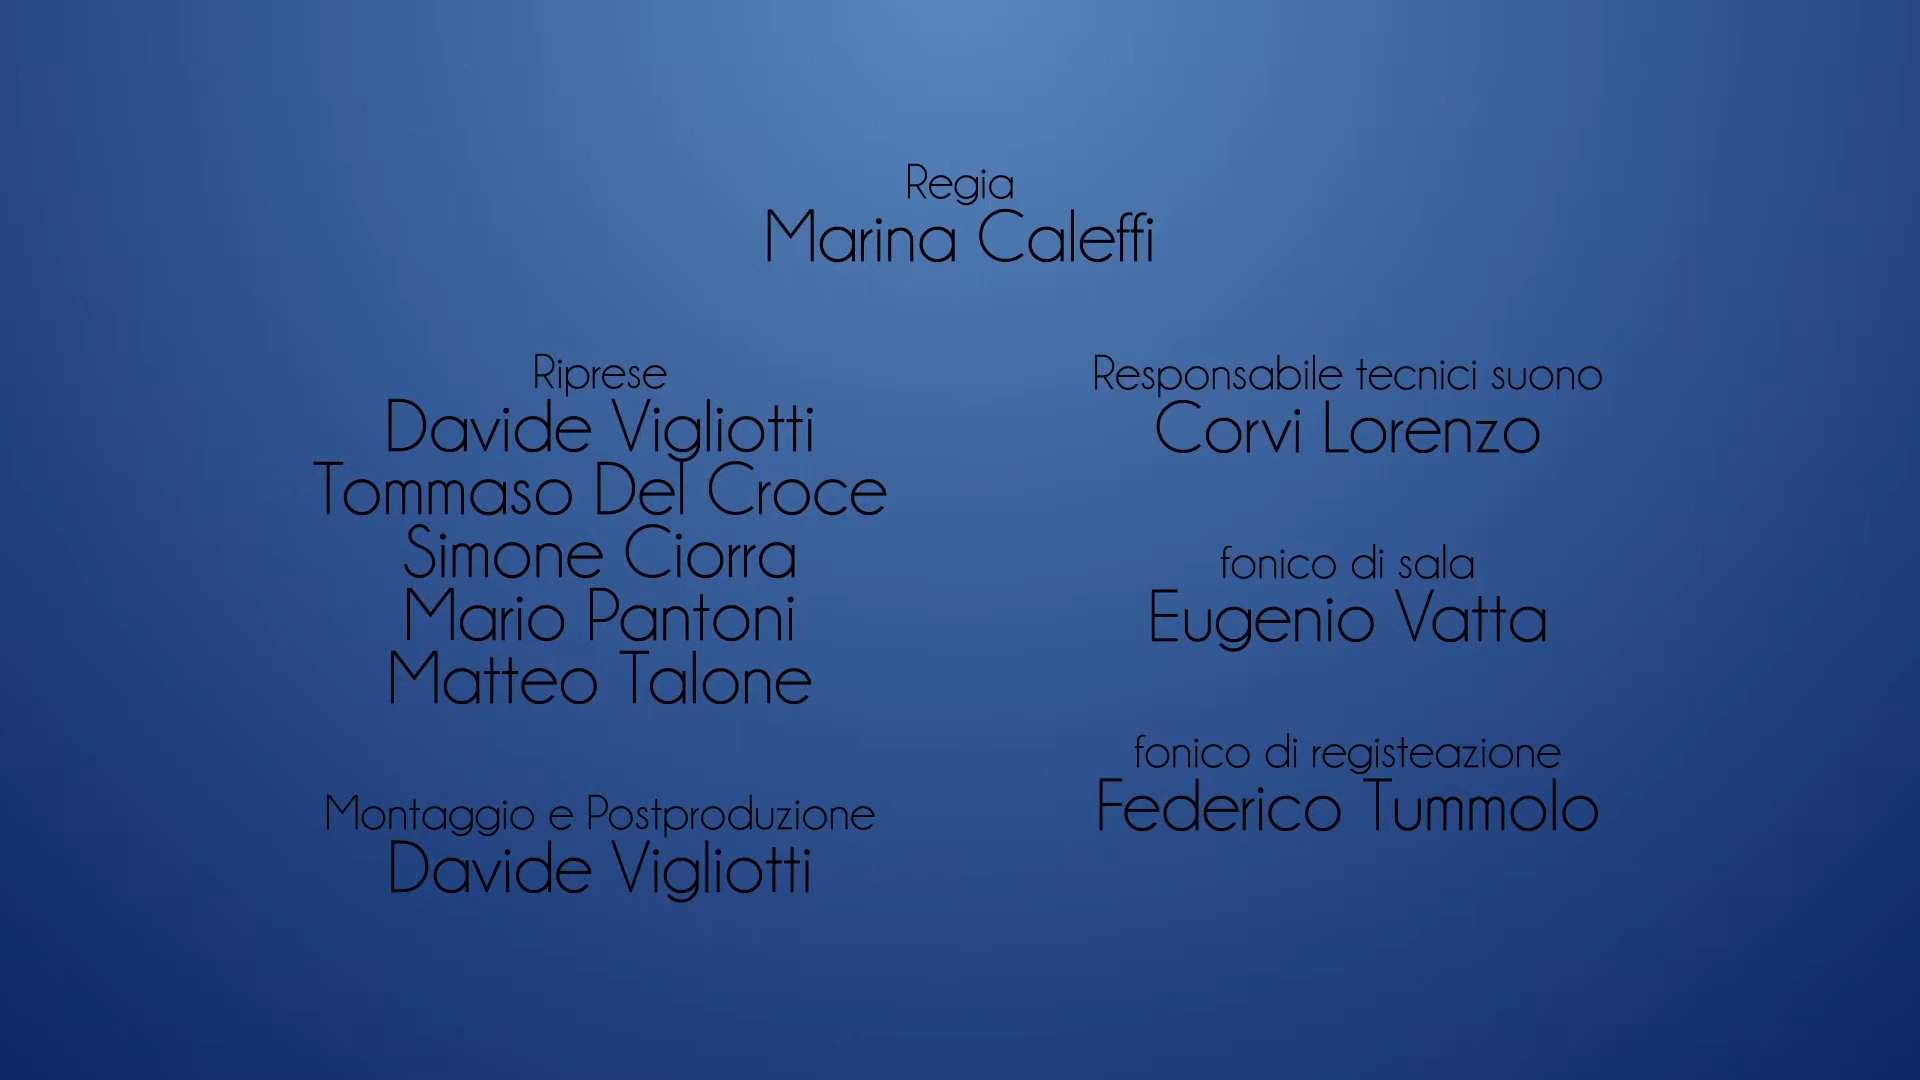 Regia
Marina Caleffi
Riprese
Davide Vigliotti
Tommaso Del Croce
Simone Ciorra
Mario Pantoni
Matteo Talone
Montaggio e Postproduzione
Davide Vigliotti
Responsabile tecnici suono
Corvi Lorenzo
fonico di sala
Eugenio Vatta
fonico di registeazione
Federico Tummolo